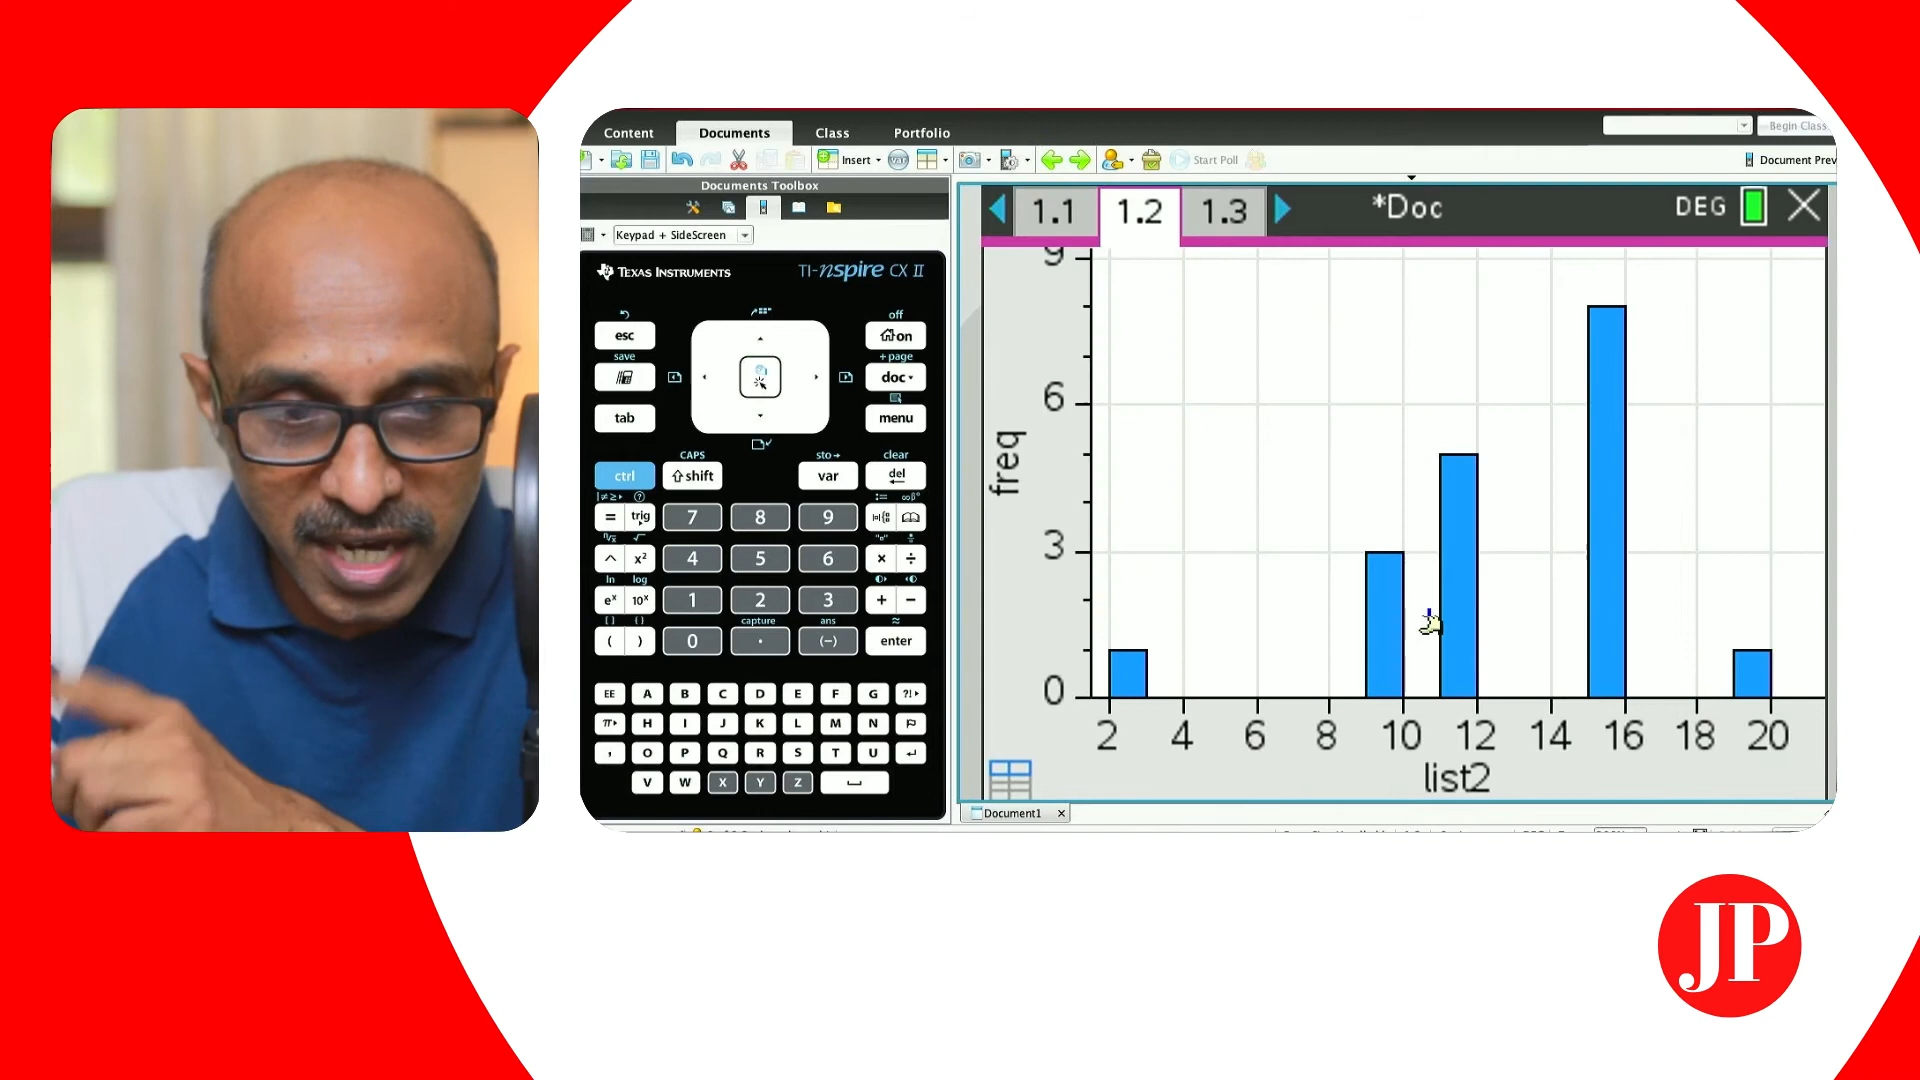 Content Documents Class Portfolio Begin Class
Insert Start Poll Document Prev
Documents Toolbox
Keypad + SideScreen
TEXAS INSTRUMENTS TI-nspire CX II
esc off
on
save + page
doc
tab menu
CAPS sto→ clear
ctrl shift var del
= trig 7 8 9
^ x² 4 5 6 × ÷
ln log
eˣ 10ˣ 1 2 3 + −
[ ] { } capture ans ≈
( ) 0 . (−) enter
EE A B C D E F G ?!
π H I J K L M N
, O P Q R S T U
V W X Y Z
1.1 1.2 1.3 *Doc DEG
9
6
3
0
freq
2 4 6 8 10 12 14 16 18 20
list2
Document1
JP